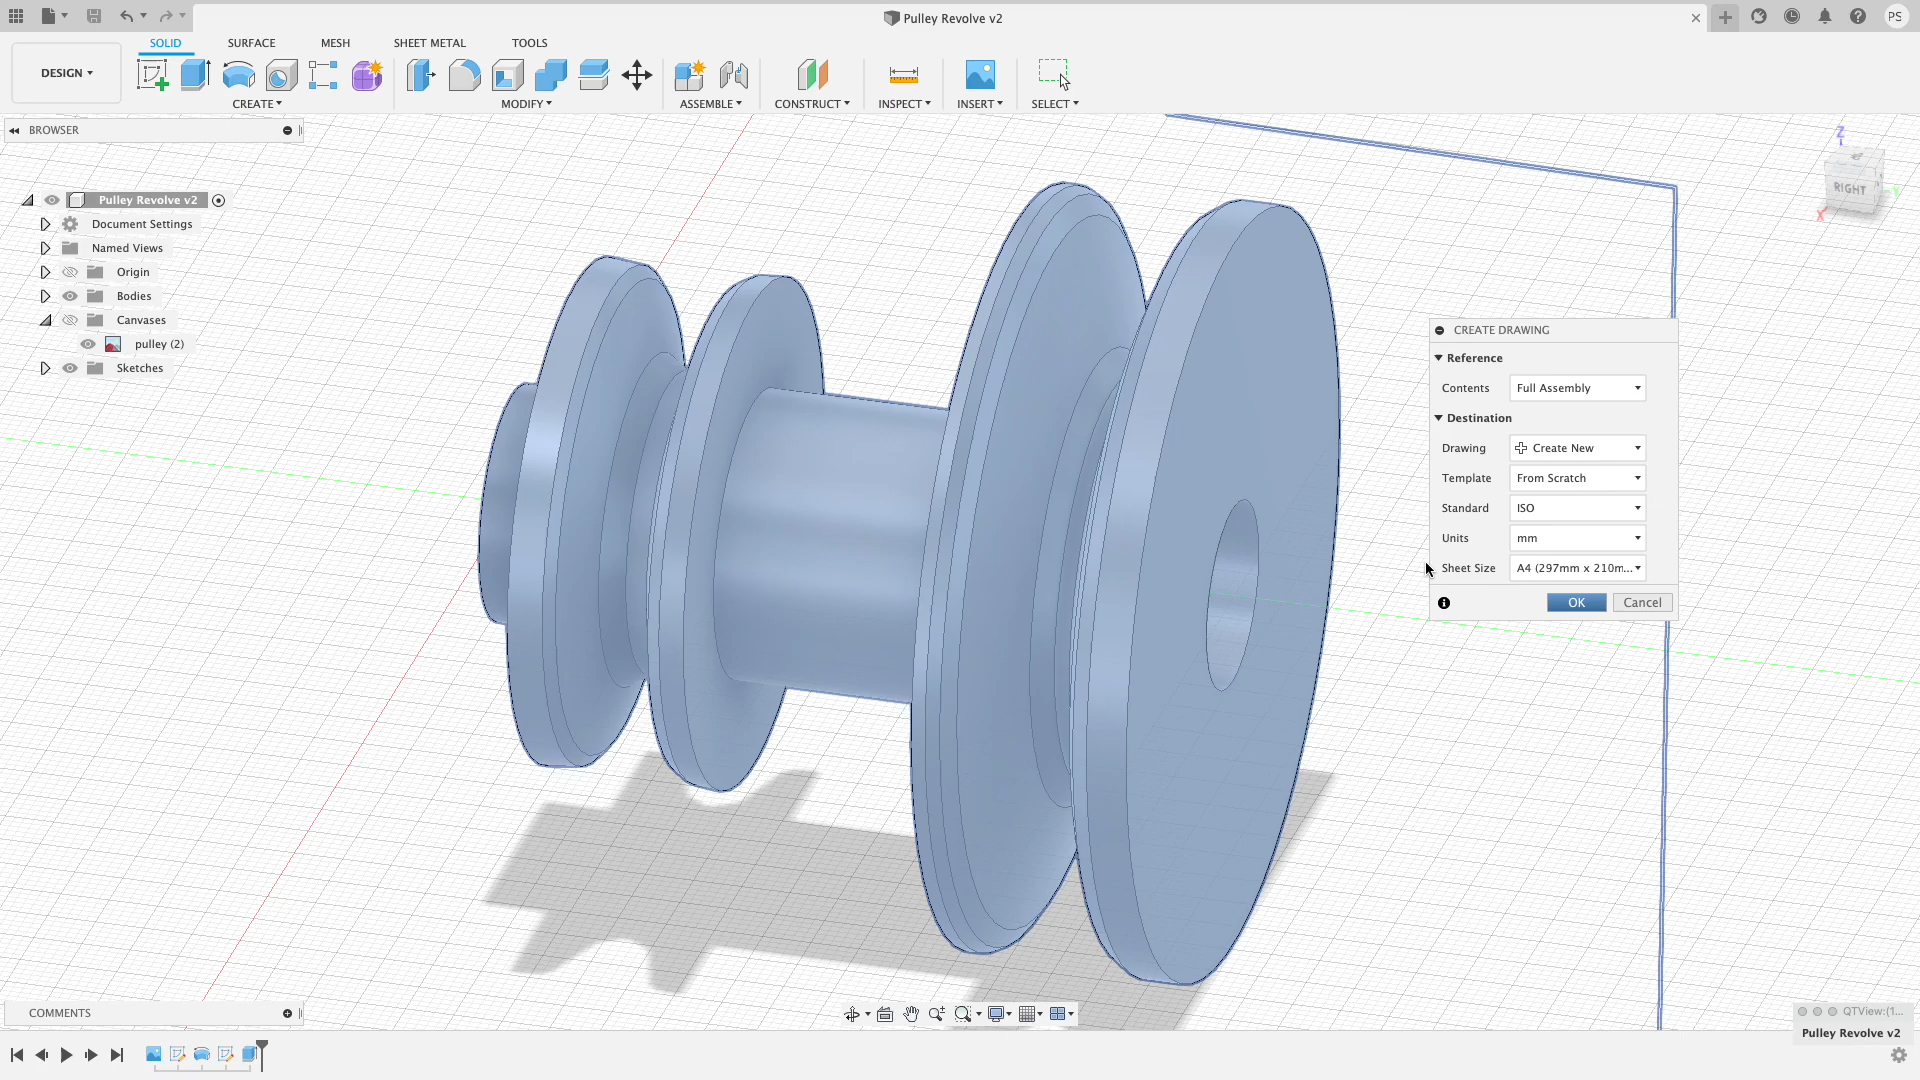 Pulley Revolve v2
PS
DESIGN
SOLID
SURFACE
MESH
SHEET METAL
TOOLS
CREATE
MODIFY
ASSEMBLE
CONSTRUCT
INSPECT
INSERT
SELECT
BROWSER
Pulley Revolve v2
Document Settings
Named Views
Origin
Bodies
Canvases
pulley (2)
Sketches
Z
RIGHT
Y
X
CREATE DRAWING
Reference
Contents Full Assembly
Destination
Drawing Create New
Template From Scratch
Standard ISO
Units mm
Sheet Size A4 (297mm x 210m...
OK Cancel
COMMENTS
QTView:(1...
Pulley Revolve v2